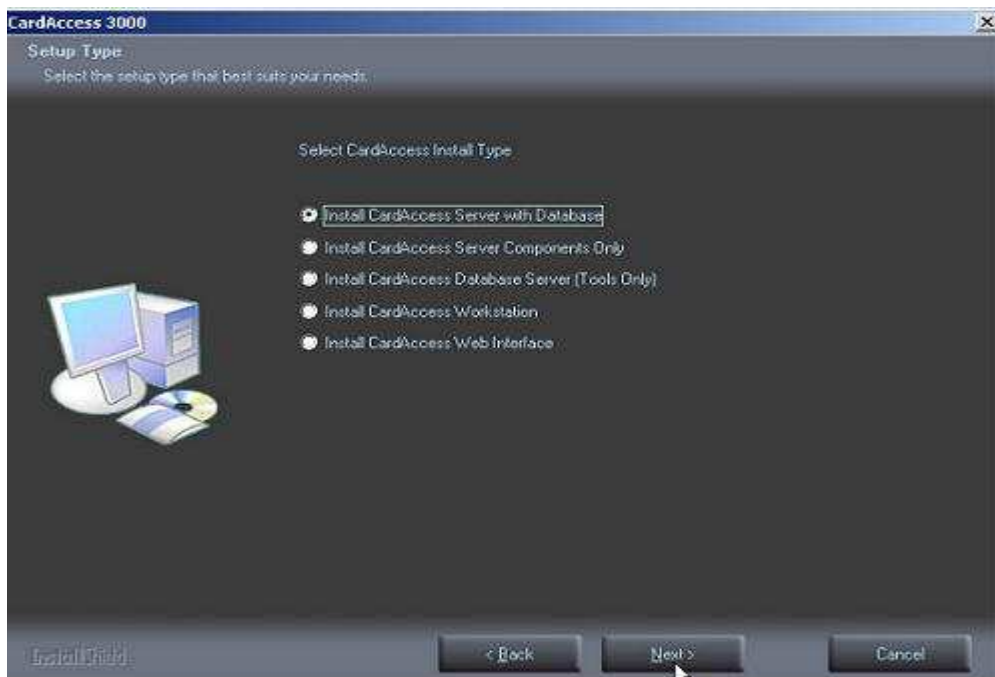 CardAccess 3000
Setup Type
Select the setup type that best suits your needs.
Select CardAccess Install Type
Install CardAccess Server with Database
Install CardAccess Server Components Only
Install CardAccess Database Server (Tools Only)
Install CardAccess Workstation
Install CardAccess Web Interface
InstallShield
< Back
Next >
Cancel